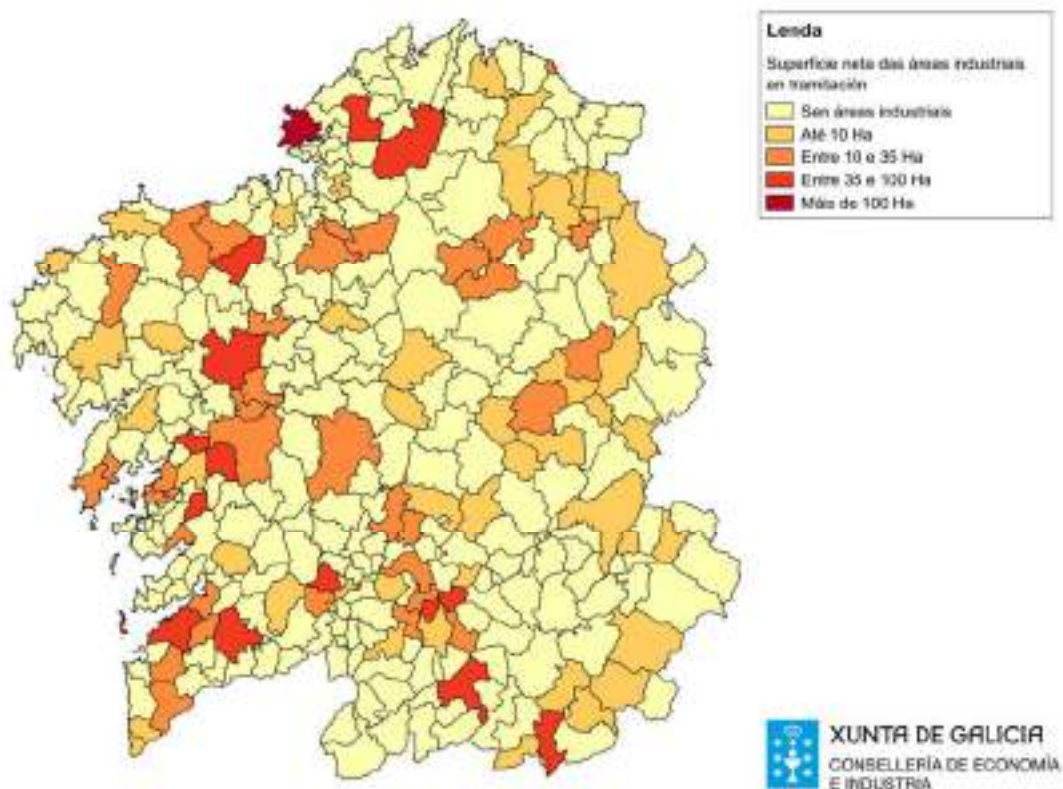 Lenda
Superficie neta das áreas industriais
en tramitación
Sen áreas industriais
Até 10 Ha
Entre 10 e 35 Ha
Entre 35 e 100 Ha
Máis de 100 Ha
XUNTA DE GALICIA
CONSELLERÍA DE ECONOMÍA
E INDUSTRIA